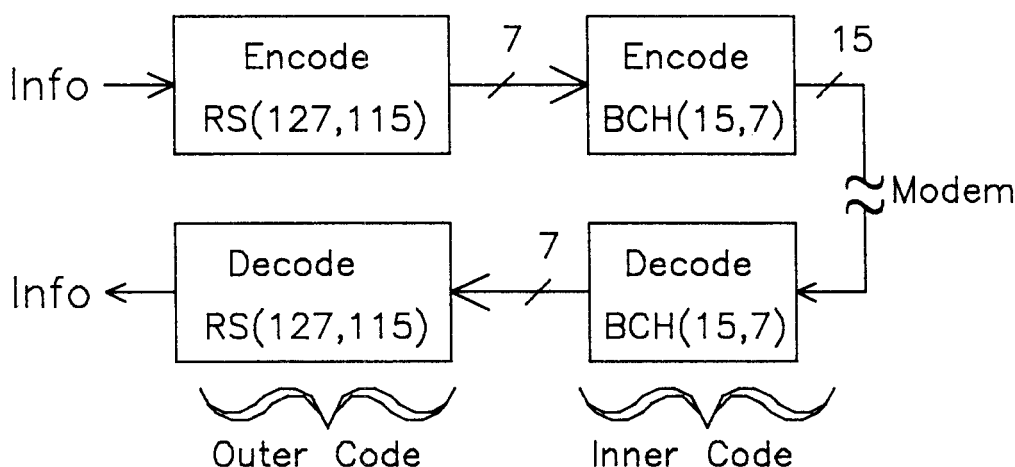 7
15
Info
Encode
RS(127,115)
Encode
BCH(15,7)
Modem
Info
Decode
RS(127,115)
7
Decode
BCH(15,7)
Outer Code
Inner Code